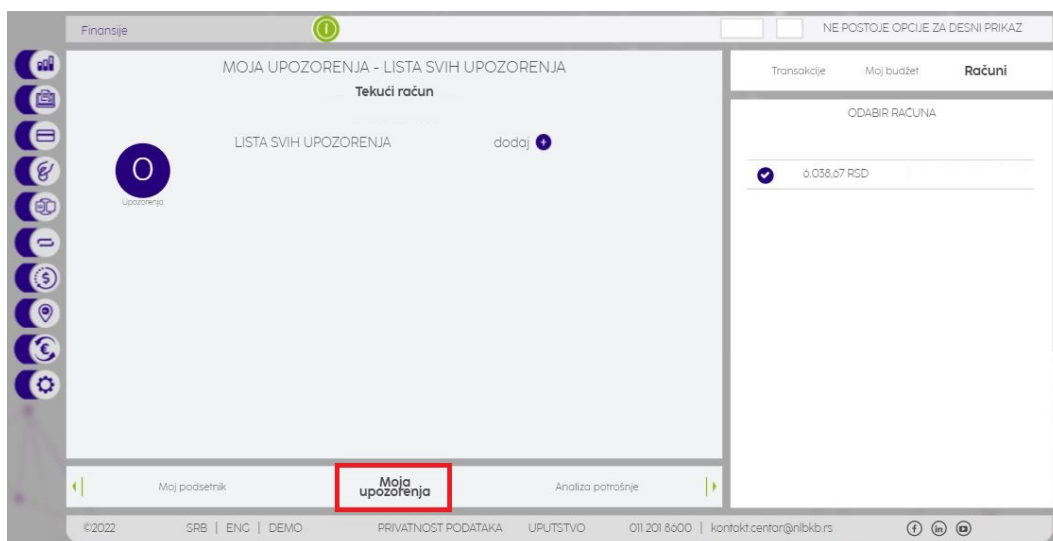 Finansije
NE POSTOJE OPCIJE ZA DESNI PRIKAZ
MOJA UPOZORENJA - LISTA SVIH UPOZORENJA
Tekući račun
LISTA SVIH UPOZORENJA dodaj +
0
Upozorenja
Transakcije Moj budžet Računi
ODABIR RAČUNA
6.038,67 RSD
Moj podsetnik
Moja
upozorenja
Analiza potrošnje
©2022 SRB | ENG | DEMO PRIVATNOST PODATAKA UPUTSTVO 011 201 8600 | kontakt.centar@nlbkb.rs